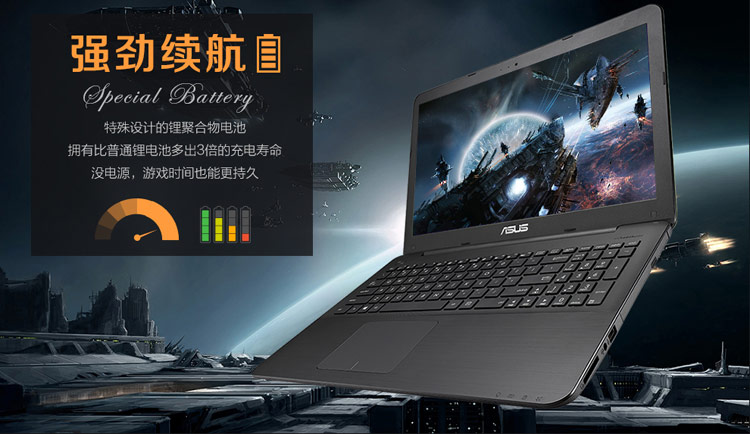 强劲续航
Special Battery
特殊设计的锂聚合物电池
拥有比普通锂电池多出3倍的充电寿命
没电源，游戏时间也能更持久
ASUS